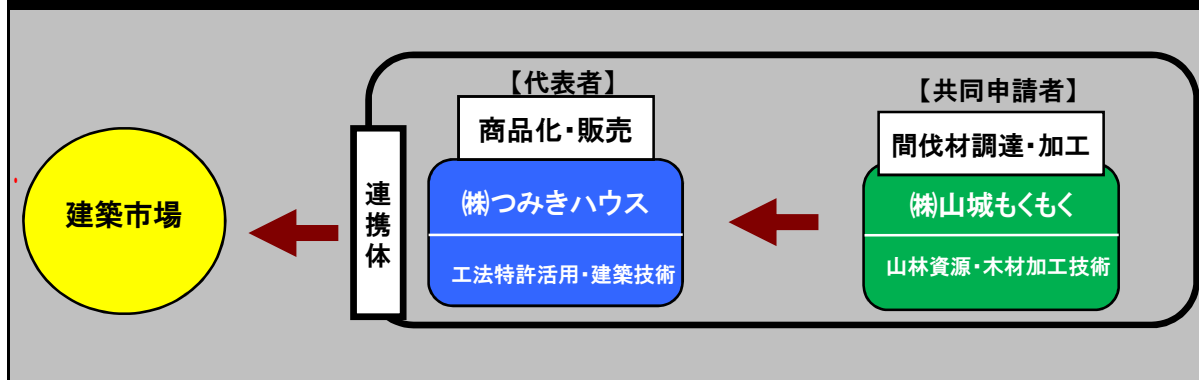 【代表者】
商品化・販売
㈱つみきハウス
工法特許活用・建築技術
【共同申請者】
間伐材調達・加工
㈱山城もくもく
山林資源・木材加工技術
連携体
建築市場